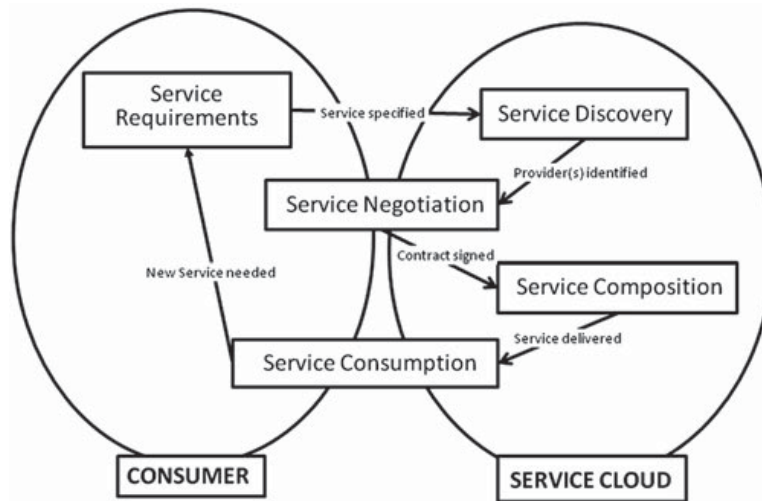 Service
Requirements
Service specified
Service Discovery
Provider(s) identified
Service Negotiation
Contract signed
New Service needed
Service Composition
Service delivered
Service Consumption
CONSUMER
SERVICE CLOUD